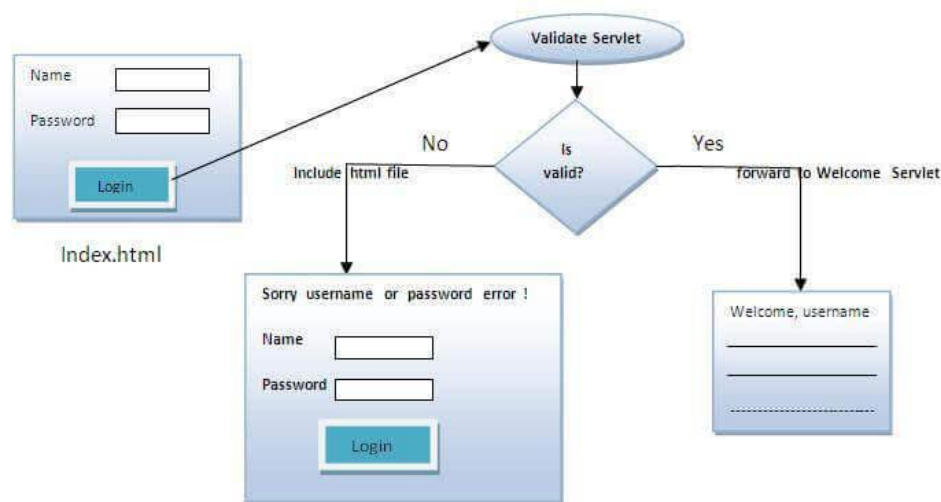 Validate Servlet
Name
Password
Login
Index.html
Is
valid?
No
Include html file
Yes
forward to Welcome Servlet
Sorry username or password error !
Name
Password
Login
Welcome, username